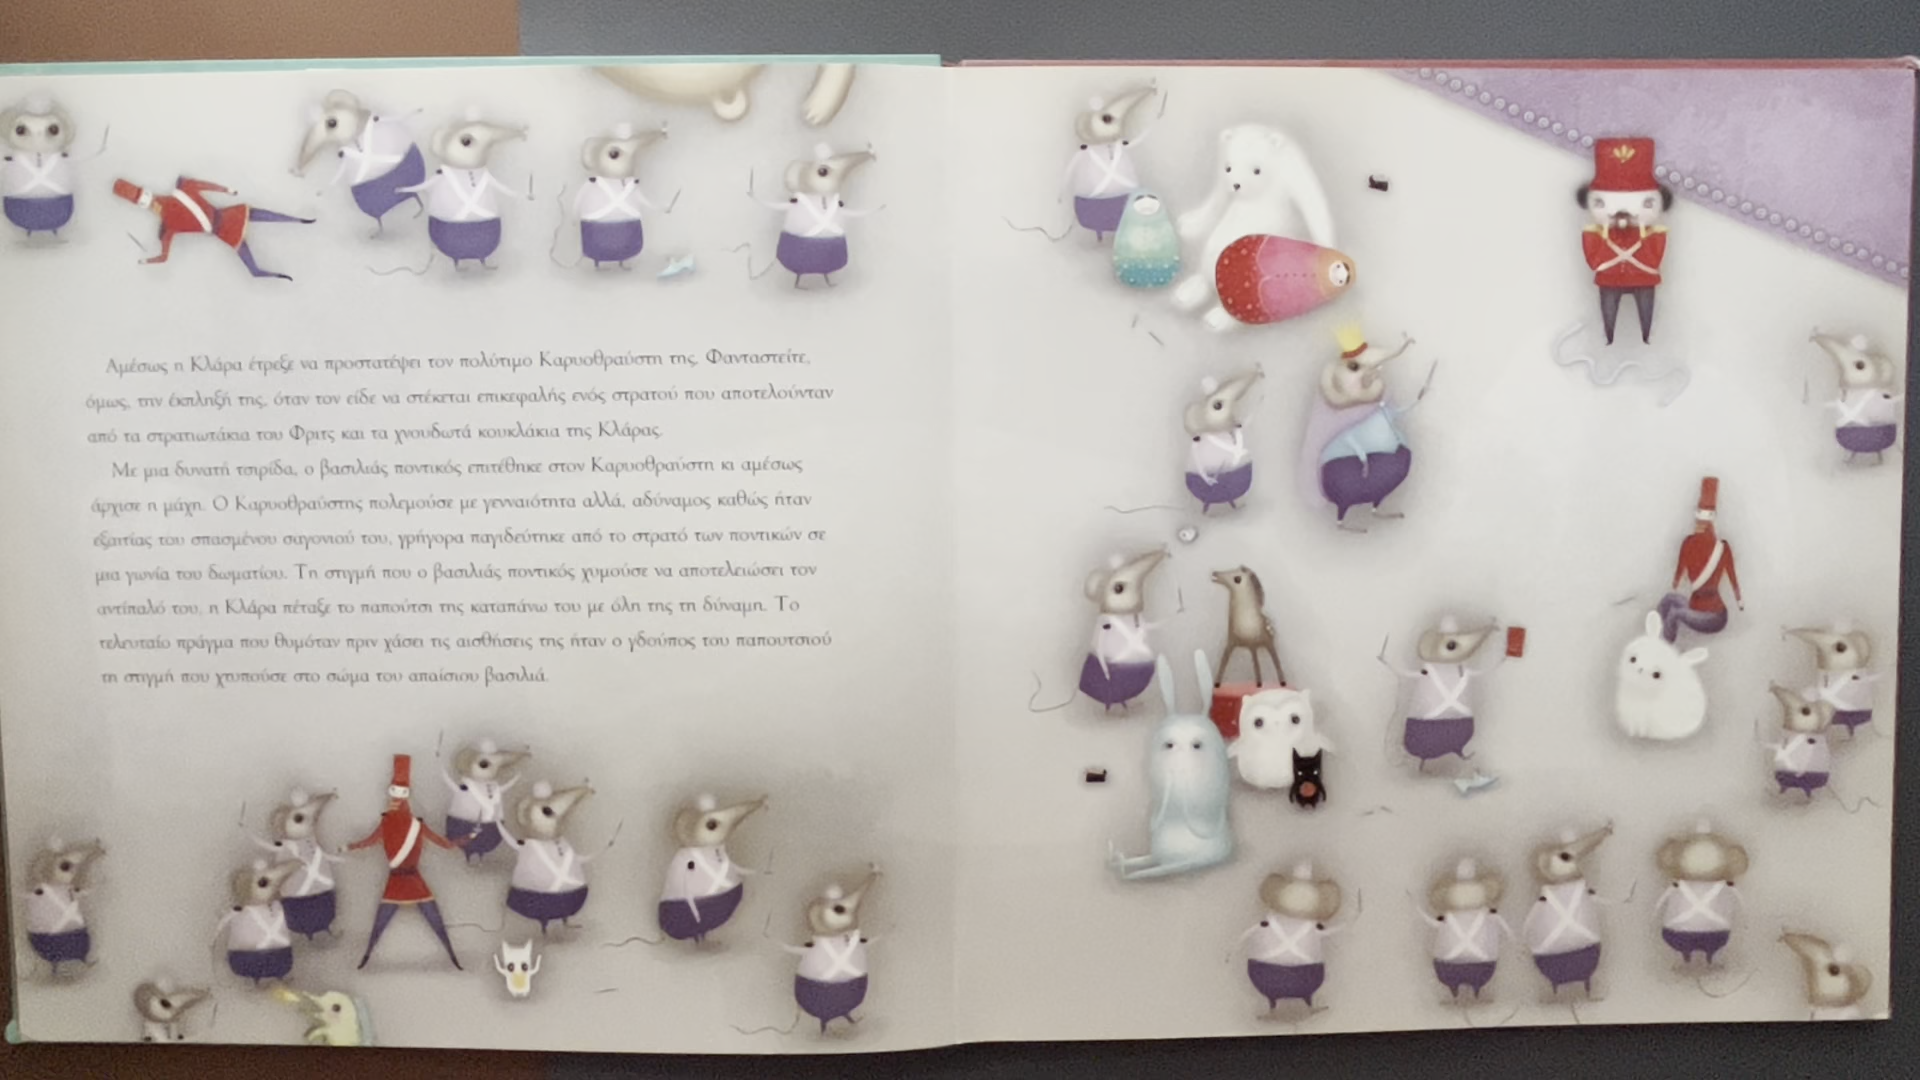 Αμέσως η Κλάρα έτρεξε να προστατέψει τον πολύτιμο Καρυοθραύστη της. Φανταστείτε,
όμως, την έκπληξή της, όταν τον είδε να στέκεται επικεφαλής ενός στρατού που αποτελούνταν
από τα στρατιωτάκια του Φριτς και τα χνουδωτά κουκλάκια της Κλάρας.
Με μια δυνατή τσιρίδα, ο βασιλιάς ποντικός επιτέθηκε στον Καρυοθραύστη κι αμέσως
άρχισε η μάχη. Ο Καρυοθραύστης πολεμούσε με γενναιότητα αλλά, αδύναμος καθώς ήταν
εξαιτίας του σπασμένου σαγονιού του, γρήγορα παγιδεύτηκε από το στρατό των ποντικών σε
μια γωνία του δωματίου. Τη στιγμή που ο βασιλιάς ποντικός χυμούσε να αποτελειώσει τον
αντίπαλό του, η Κλάρα πέταξε το παπούτσι της καταπάνω του με όλη της τη δύναμη. Το
τελευταίο πράγμα που θυμόταν πριν χάσει τις αισθήσεις της ήταν ο γδούπος του παπουτσιού
τη στιγμή που χτυπούσε στο σώμα του απαίσιου βασιλιά.